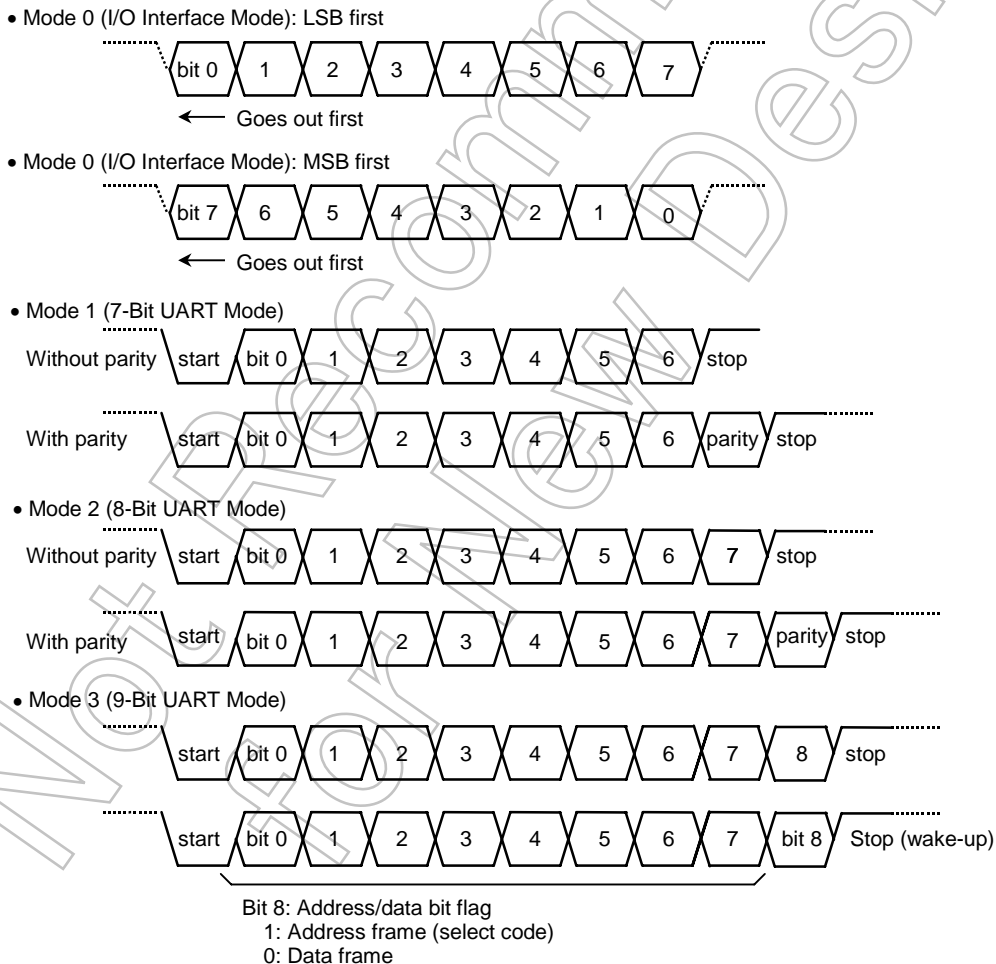 • Mode 0 (I/O Interface Mode): LSB first
bit 0 1 2 3 4 5 6 7
Goes out first
• Mode 0 (I/O Interface Mode): MSB first
bit 7 6 5 4 3 2 1 0
Goes out first
• Mode 1 (7-Bit UART Mode)
Without parity start bit 0 1 2 3 4 5 6 stop
With parity start bit 0 1 2 3 4 5 6 parity stop
• Mode 2 (8-Bit UART Mode)
Without parity start bit 0 1 2 3 4 5 6 7 stop
With parity start bit 0 1 2 3 4 5 6 7 parity stop
• Mode 3 (9-Bit UART Mode)
start bit 0 1 2 3 4 5 6 7 8 stop
start bit 0 1 2 3 4 5 6 7 bit 8 Stop (wake-up)
Bit 8: Address/data bit flag
1: Address frame (select code)
0: Data frame
Not Recomm
for New Des